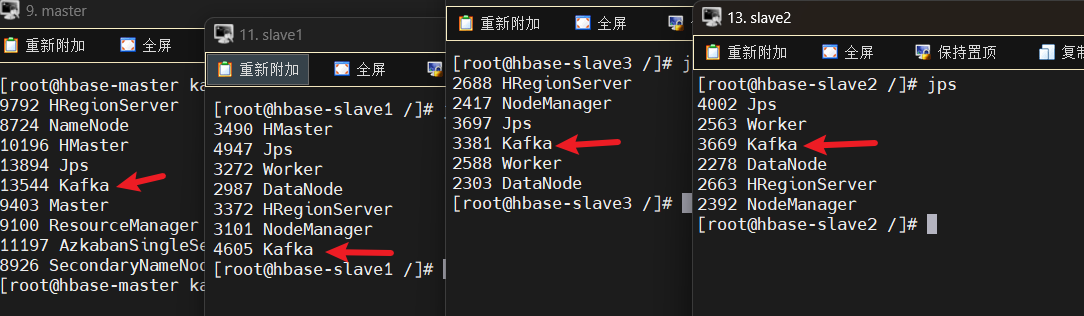 9. master
重新附加 全屏
[root@hbase-master ka
9792 HRegionServer
8724 NameNode
10196 HMaster
13894 Jps
13544 Kafka
9403 Master
9100 ResourceManager
11197 AzkabanSingleSe
8926 SecondaryNameNod
[root@hbase-master ka
11. slave1
重新附加 全屏
[root@hbase-slave1 /]#
3490 HMaster
4947 Jps
3272 Worker
2987 DataNode
3372 HRegionServer
3101 NodeManager
4605 Kafka
[root@hbase-slave1 /]#
重新附加 全屏
[root@hbase-slave3 /]# j
2688 HRegionServer
2417 NodeManager
3697 Jps
3381 Kafka
2588 Worker
2303 DataNode
[root@hbase-slave3 /]#
13. slave2
重新附加 全屏 保持置顶 复制
[root@hbase-slave2 /]# jps
4002 Jps
2563 Worker
3669 Kafka
2278 DataNode
2663 HRegionServer
2392 NodeManager
[root@hbase-slave2 /]#